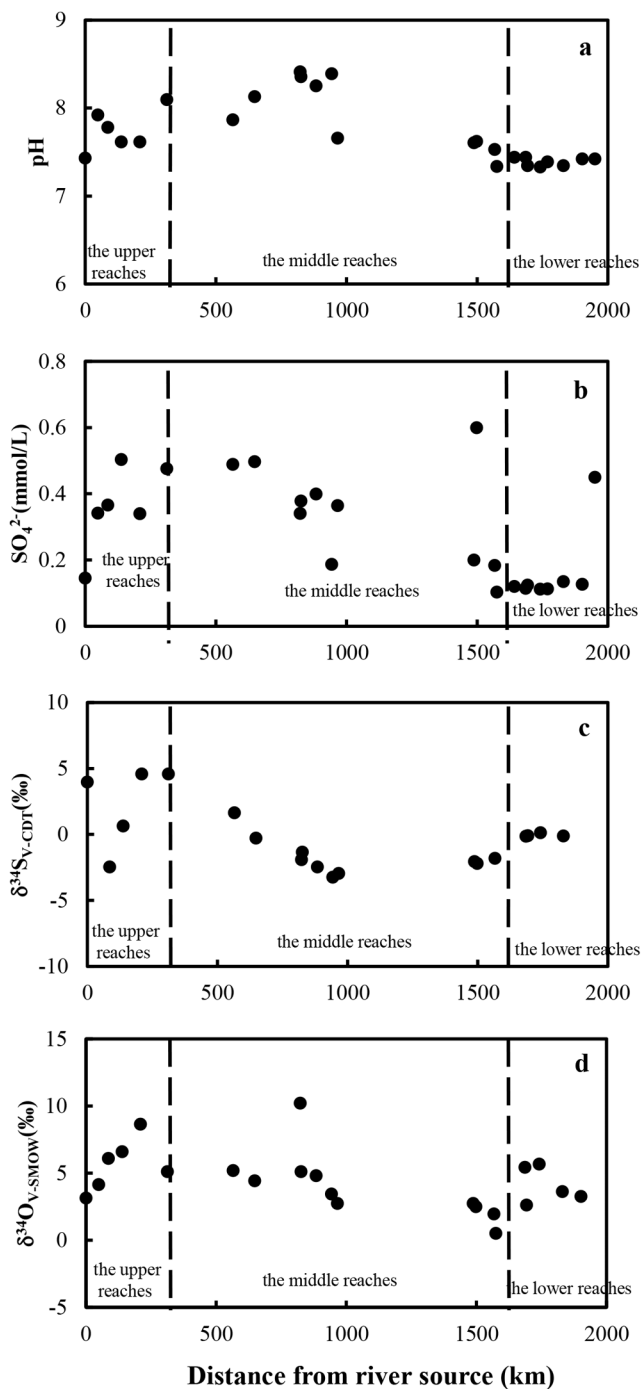 9
a
8
pH
7
the upper
reaches
the middle reaches
the lower reaches
6
0
500
1000
1500
2000
0.8
b
0.6
SO₄²⁻(mmol/L)
0.4
0.2
the upper
reaches
the middle reaches
the lower reaches
0
0
500
1000
1500
2000
10
c
5
δ³⁴S_V-CDT(‰)
0
-5
the upper
reaches
the middle reaches
the lower reaches
-10
0
500
1000
1500
2000
15
d
10
δ³⁴O_V-SMOW(‰)
5
0
the upper
reaches
the middle reaches
the lower reaches
-5
0
500
1000
1500
2000
Distance from river source (km)